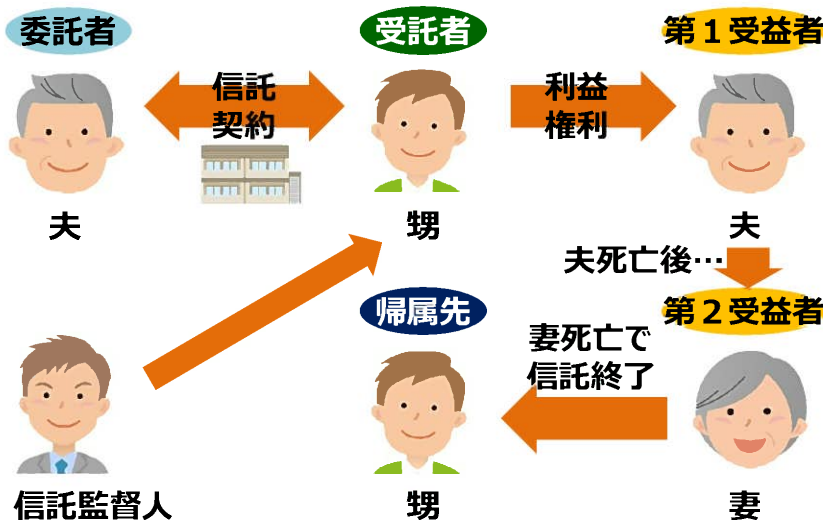 委託者
受託者
第１受益者
信託
契約
利益
権利
夫
甥
夫
夫死亡後…
帰属先
第２受益者
妻死亡で
信託終了
信託監督人
甥
妻